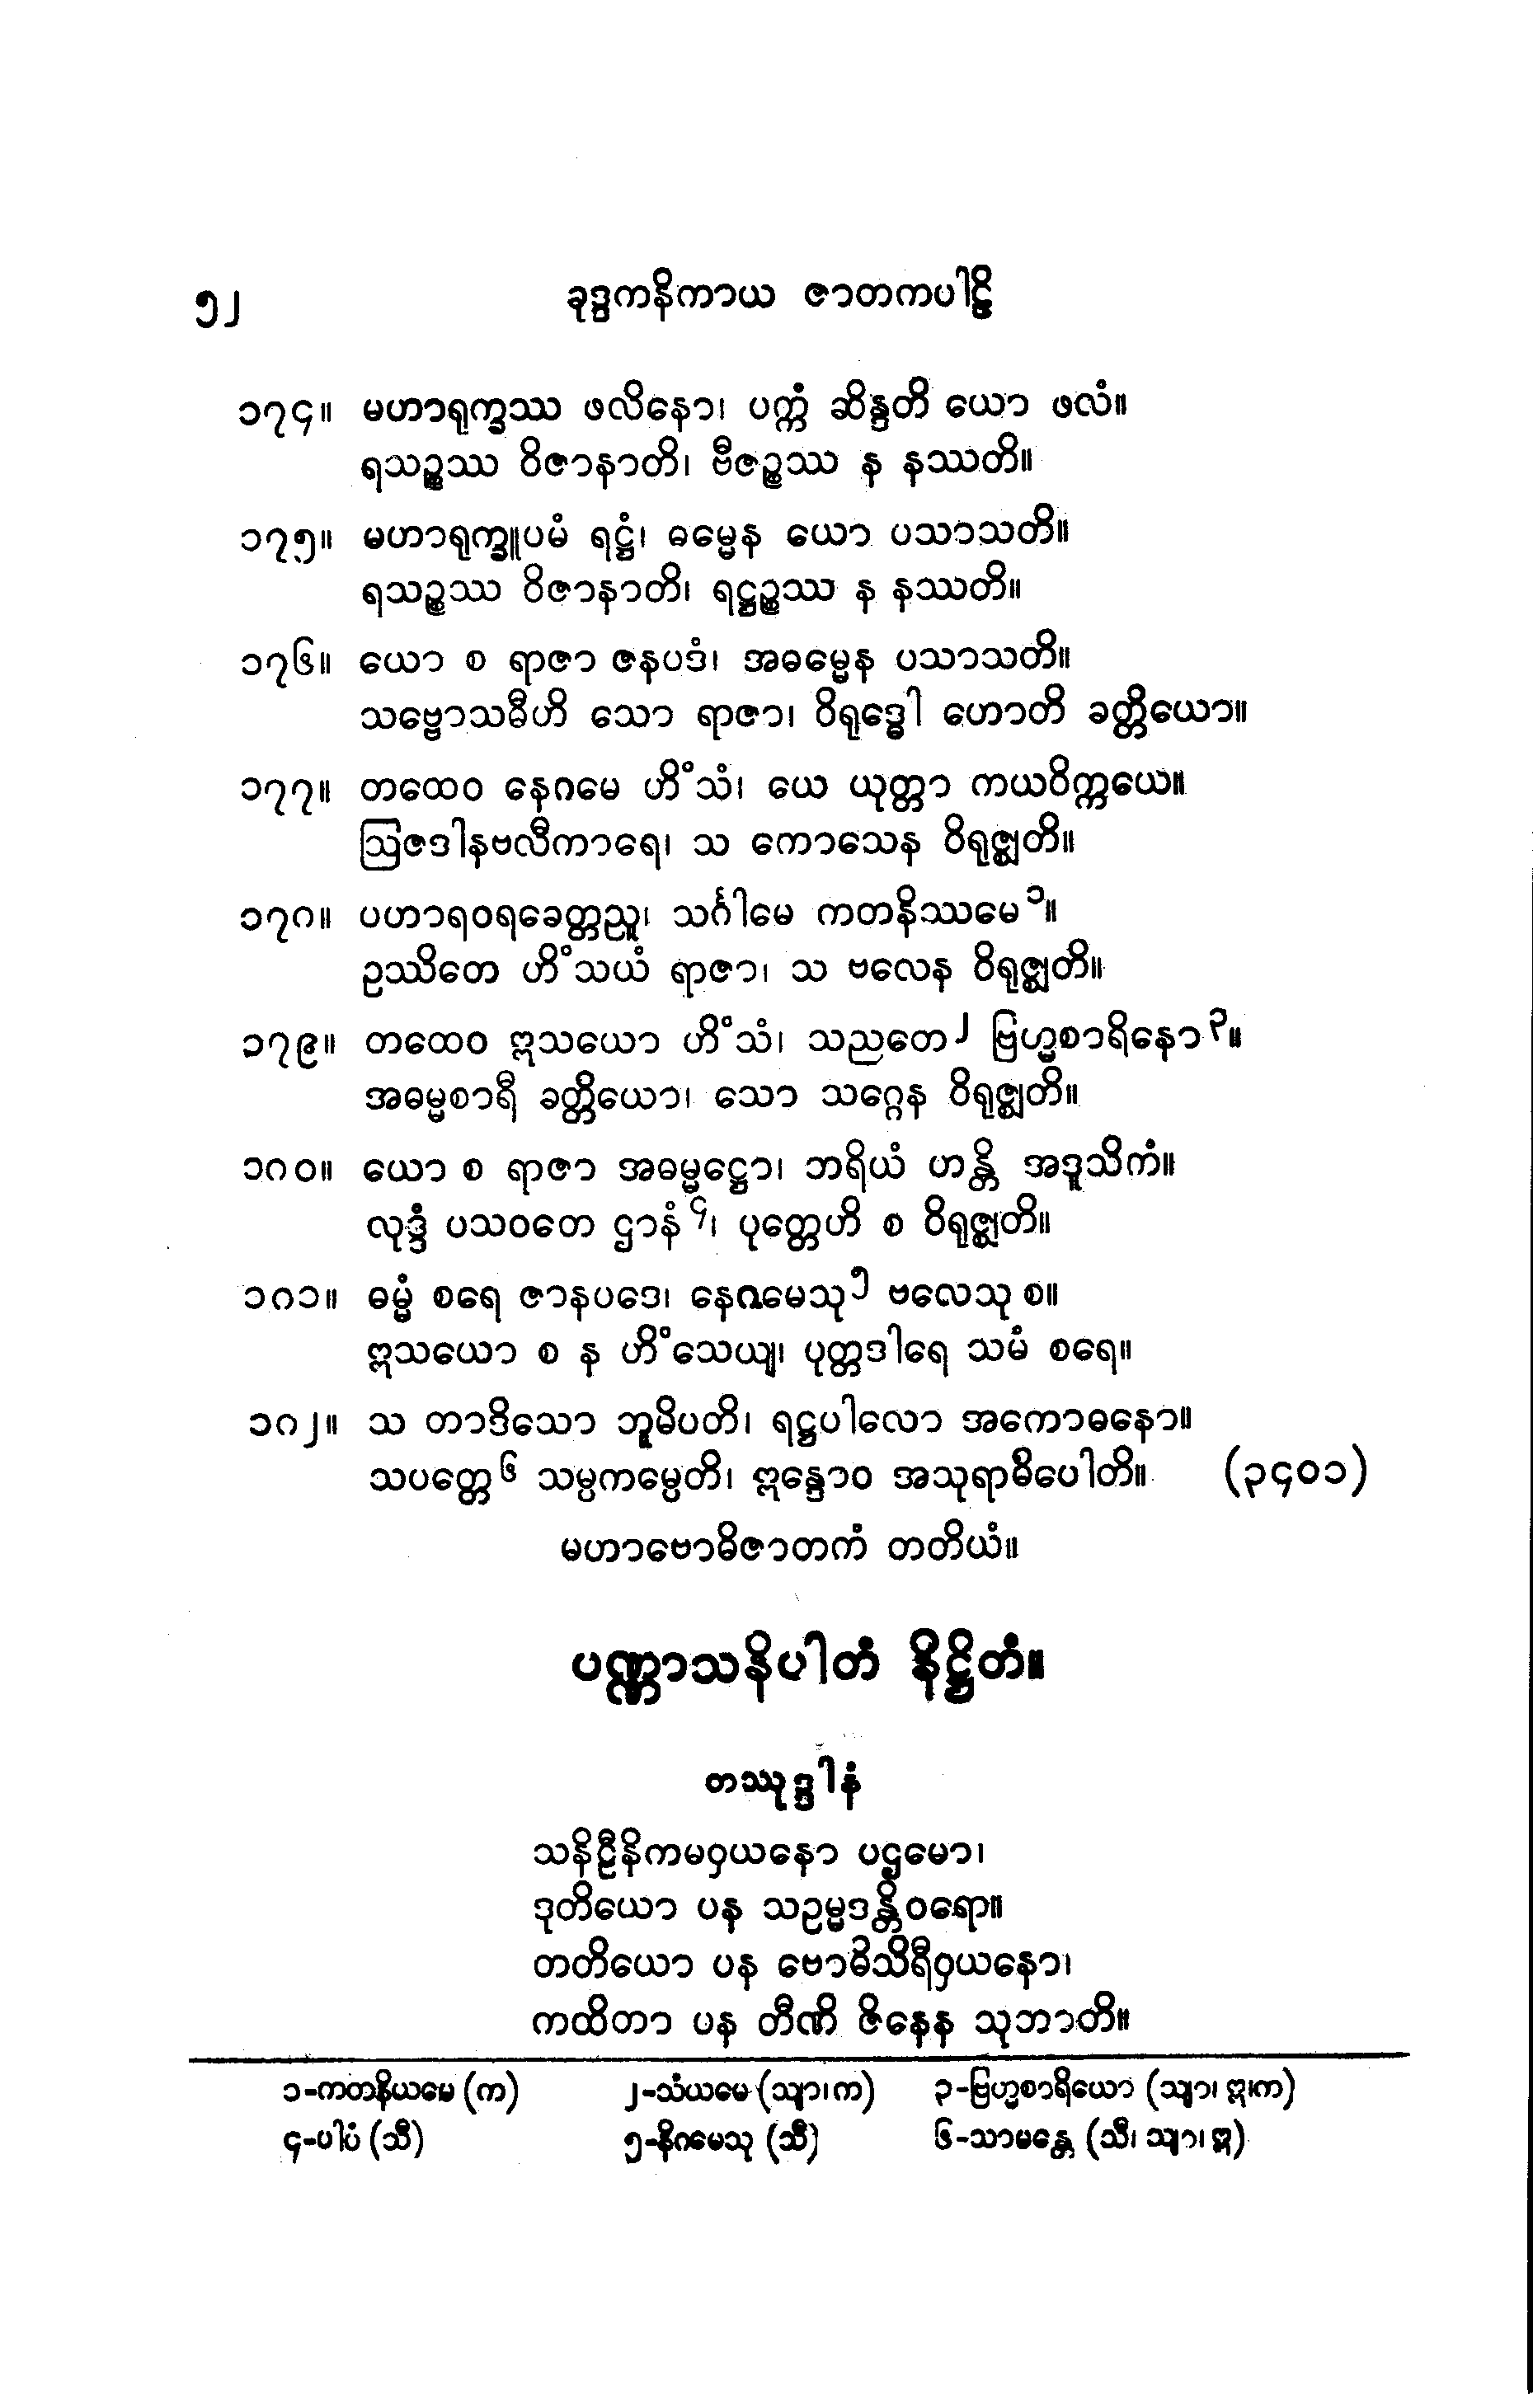 ၅၂ ခုဒ္ဒကနိကာယ ဇာတကပါဠိ
၁၇၄။ မဟာရုက္ခဿ ဖလိနော၊ ပက္ကံ ဆိန္ဒတိ ယော ဖလံ။
ရသဉ္စဿ ဝိဇာနာတိ၊ ဗီဇဉ္စဿ န နဿတိ။
၁၇၅။ မဟာရုက္ခူပမံ ရဋ္ဌံ၊ ဓမ္မေန ယော ပသာသတိ။
ရသဉ္စဿ ဝိဇာနာတိ၊ ရဋ္ဌဉ္စဿ န နဿတိ။
၁၇၆။ ယော စ ရာဇာ ဇနပဒံ၊ အဓမ္မေန ပသာသတိ။
သဗ္ဗောသဓီဟိ သော ရာဇာ၊ ဝိရုဒ္ဓေါ ဟောတိ ခတ္တိယော။
၁၇၇။ တထေဝ နေဂမေ ဟိံသံ၊ ယေ ယုတ္တာ ကယဝိက္ကယေ။
ဩဇဒါနဗလီကာရေ၊ သ ကောသေန ဝိရုဇ္ဈတိ။
၁၇၈။ ပဟာရဝရခေတ္တညူ၊ သင်္ဂါမေ ကတနိဿမေ၁။
ဥဿိတေ ဟိံသယံ ရာဇာ၊ သ ဗလေန ဝိရုဇ္ဈတိ။
၁၇၉။ တထေဝ ဣသယော ဟိံသံ၊ သညတေ၂ ဗြဟ္မစာရိနော၃။
အဓမ္မစာရီ ခတ္တိယော၊ သော သဂ္ဂေန ဝိရုဇ္ဈတိ။
၁၈၀။ ယော စ ရာဇာ အဓမ္မဋ္ဌော၊ ဘရိယံ ဟန္တိ အဒူသိကံ။
လုဒ္ဒံ ပသဝတေ ဌာနံ၄၊ ပုတ္တေဟိ စ ဝိရုဇ္ဈတိ။
၁၈၁။ ဓမ္မံ စရေ ဇာနပဒေ၊ နေဂမေသု၅ ဗလေသု စ။
ဣသယော စ န ဟိံသေယျ၊ ပုတ္တဒါရေ သမံ စရေ။
၁၈၂။ သ တာဒိသော ဘူမိပတိ၊ ရဋ္ဌပါလော အကောဓနော။
သပတ္တေ၆ သမ္ပကမ္ပေတိ၊ ဣန္ဒောဝ အသုရာဓိပေါတိ။ (၃၄၀၁)
မဟာဗောဓိဇာတကံ တတိယံ။
ပဏ္ဏာသနိပါတံ နိဋ္ဌိတံ။
တဿုဒ္ဒါနံ
သနိဠီနိကမဝှယနော ပဌမော၊
ဒုတိယော ပန သဥမ္မဒန္တိဝရော။
တတိယော ပန ဗောဓိသိရီဝှယနော၊
ကထိတာ ပန တီဏိ ဇိနေန သုဘာတိ။
၁-ကတနိယမေ (က) ၂-သံယမေ (သျာ၊က) ၃-ဗြဟ္မစာရိယော (သျာ၊ ဣ၊က)
၄-ပါပံ (သီ) ၅-နိဂမေသု (သီ) ၆-သာမန္တေ (သီ၊ သျာ၊ ဣ)